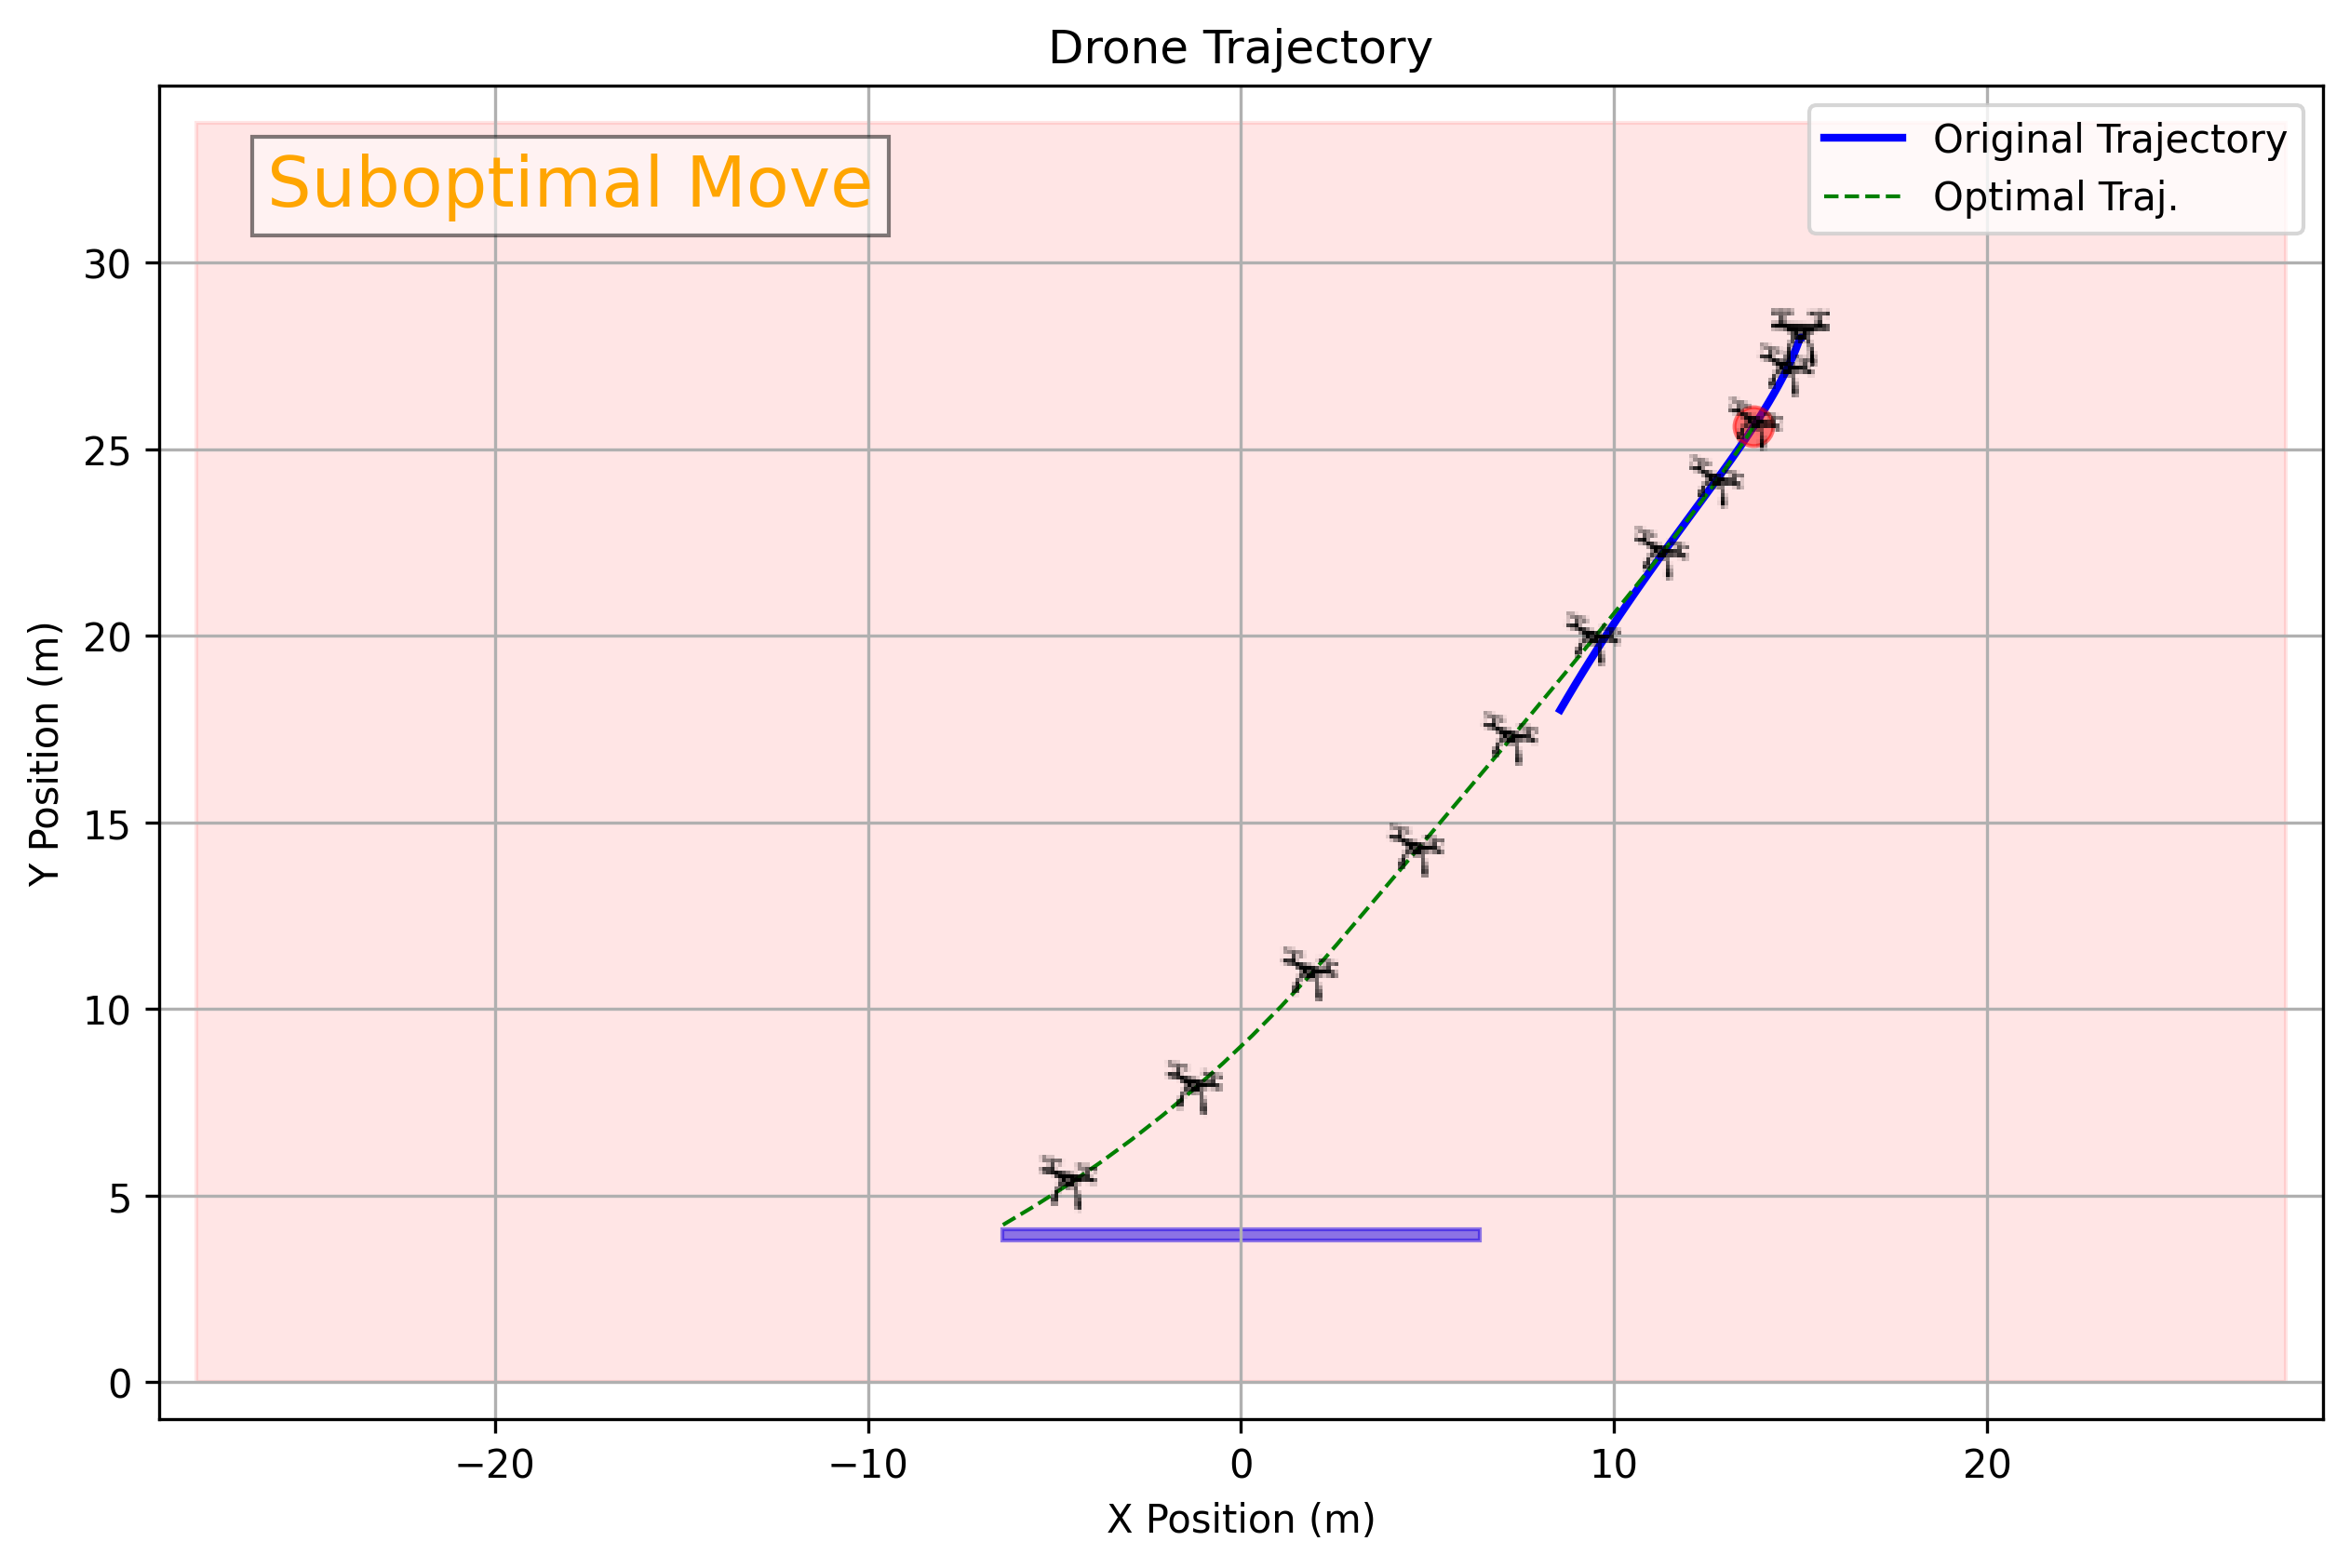 Drone Trajectory
Suboptimal Move
Original Trajectory
Optimal Traj.
30
25
20
15
10
5
0
Y Position (m)
−20
−10
0
10
20
X Position (m)